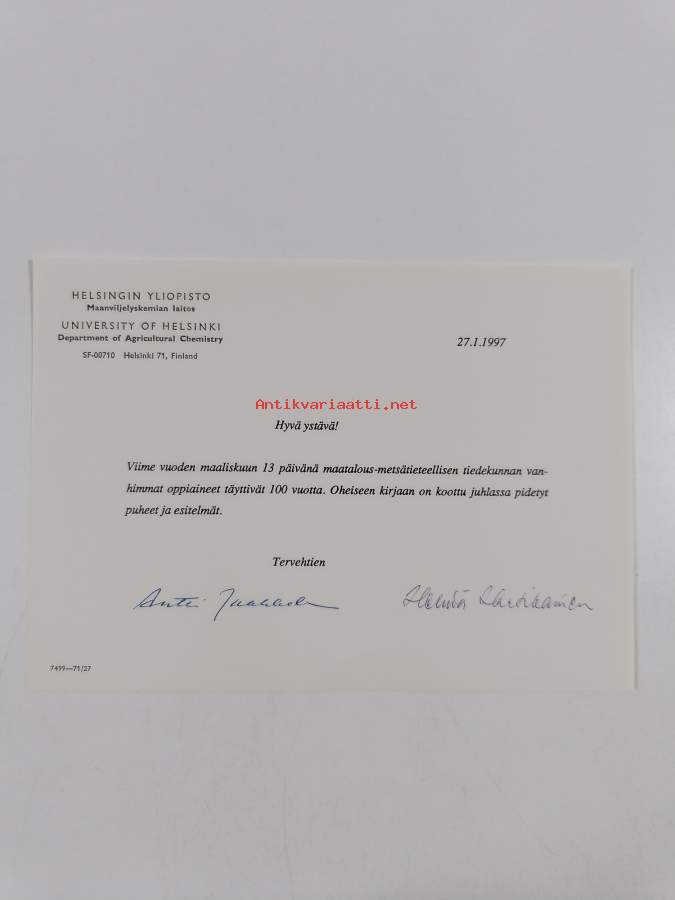 HELSINGIN YLIOPISTO
Maanviljelyskemian laitos
UNIVERSITY OF HELSINKI
Department of Agricultural Chemistry
SF-00710 Helsinki 71, Finland
27.1.1997
Antikvariaatti.net
Hyvä ystävä!
Viime vuoden maaliskuun 13 päivänä maatalous-metsätieteellisen tiedekunnan van-
himmat oppiaineet täyttivät 100 vuotta. Oheiseen kirjaan on koottu juhlassa pidetyt
puheet ja esitelmät.
Tervehtien
Antti Jaakkola
7499—71/27